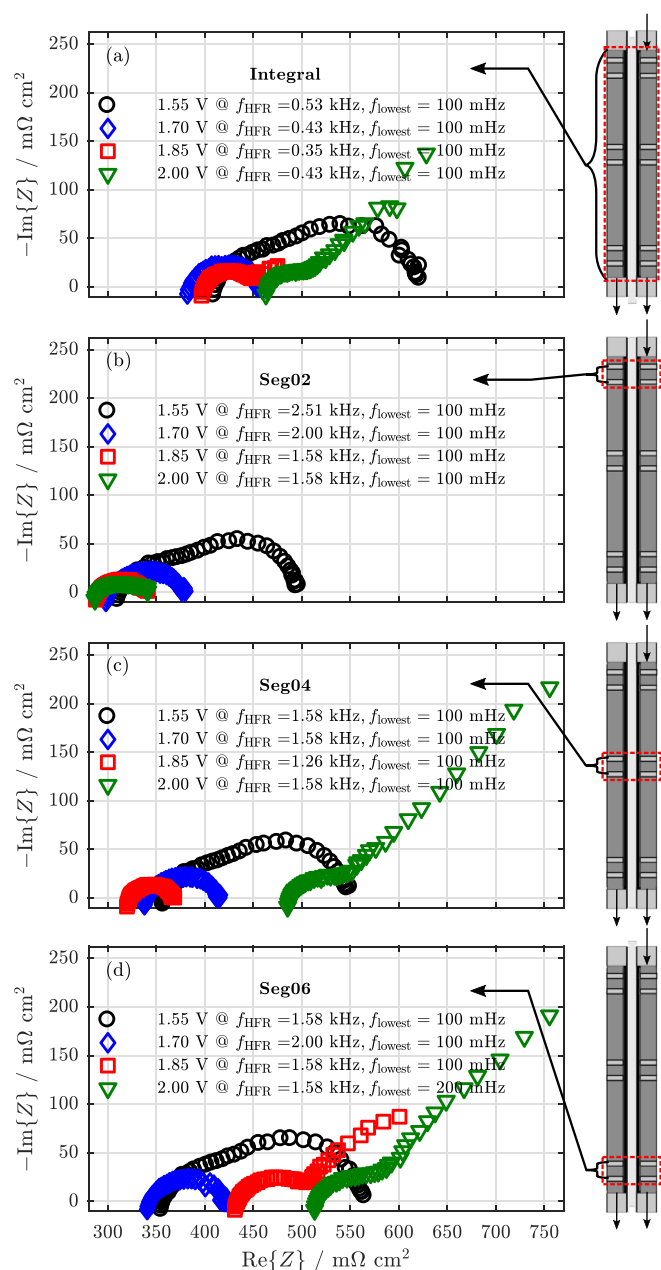 (a)
Integral
1.55 V @ f_HFR =0.53 kHz, f_lowest = 100 mHz
1.70 V @ f_HFR =0.43 kHz, f_lowest = 100 mHz
1.85 V @ f_HFR =0.35 kHz, f_lowest = 100 mHz
2.00 V @ f_HFR =0.43 kHz, f_lowest = 100 mHz
250
200
150
100
50
0
−Im{Z} / mΩ cm²
(b)
Seg02
1.55 V @ f_HFR =2.51 kHz, f_lowest = 100 mHz
1.70 V @ f_HFR =2.00 kHz, f_lowest = 100 mHz
1.85 V @ f_HFR =1.58 kHz, f_lowest = 100 mHz
2.00 V @ f_HFR =1.58 kHz, f_lowest = 100 mHz
250
200
150
100
50
0
−Im{Z} / mΩ cm²
(c)
Seg04
1.55 V @ f_HFR =1.58 kHz, f_lowest = 100 mHz
1.70 V @ f_HFR =1.58 kHz, f_lowest = 100 mHz
1.85 V @ f_HFR =1.26 kHz, f_lowest = 100 mHz
2.00 V @ f_HFR =1.58 kHz, f_lowest = 100 mHz
250
200
150
100
50
0
−Im{Z} / mΩ cm²
(d)
Seg06
1.55 V @ f_HFR =1.58 kHz, f_lowest = 100 mHz
1.70 V @ f_HFR =2.00 kHz, f_lowest = 100 mHz
1.85 V @ f_HFR =1.58 kHz, f_lowest = 100 mHz
2.00 V @ f_HFR =1.58 kHz, f_lowest = 200 mHz
250
200
150
100
50
0
−Im{Z} / mΩ cm²
300 350 400 450 500 550 600 650 700 750
Re{Z} / mΩ cm²